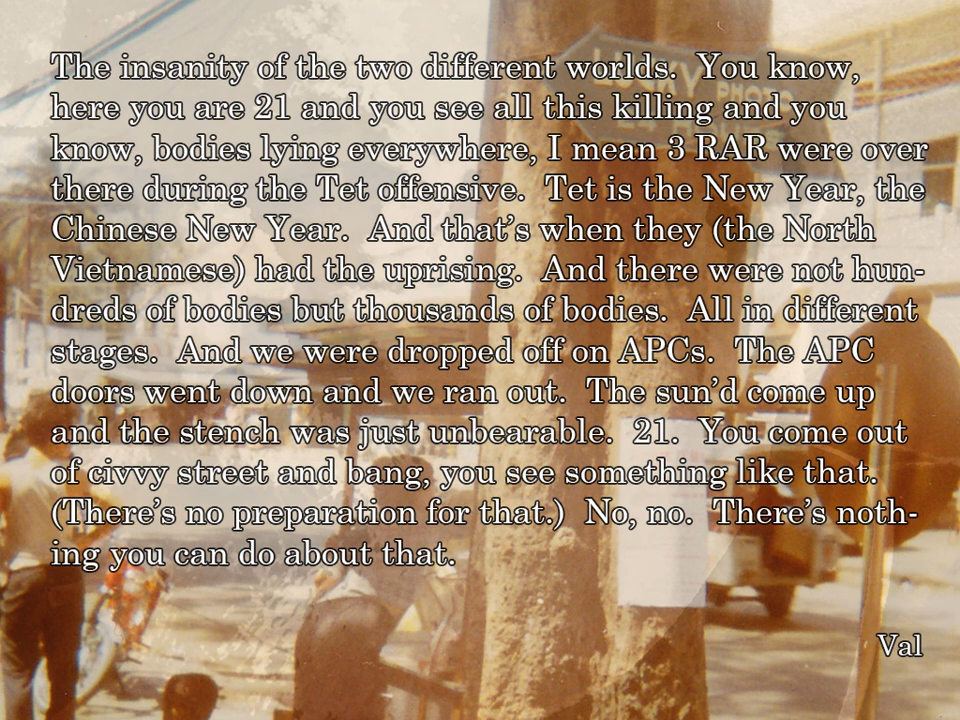 LUCKY PHOTO
The insanity of the two different worlds.  You know,
here you are 21 and you see all this killing and you
know, bodies lying everywhere, I mean 3 RAR were over
there during the Tet offensive.  Tet is the New Year, the
Chinese New Year.  And that’s when they (the North
Vietnamese) had the uprising.  And there were not hun-
dreds of bodies but thousands of bodies.  All in different
stages.  And we were dropped off on APCs.  The APC
doors went down and we ran out.  The sun’d come up
and the stench was just unbearable.  21.  You come out
of civvy street and bang, you see something like that.
(There’s no preparation for that.)  No, no.  There’s noth-
ing you can do about that.
Val